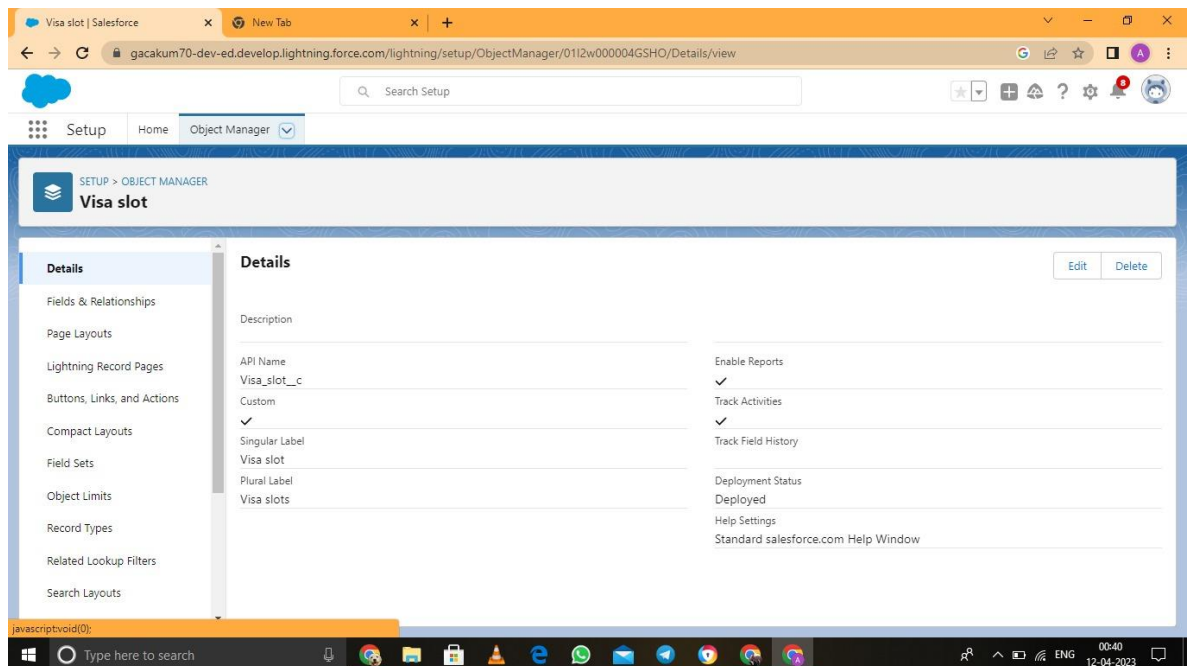 Visa slot | Salesforce
New Tab
gacakum70-dev-ed.develop.lightning.force.com/lightning/setup/ObjectManager/01I2w000004GSHO/Details/view
A
Search Setup
8
Setup
Home
Object Manager
SETUP > OBJECT MANAGER
Visa slot
Details
Fields & Relationships
Page Layouts
Lightning Record Pages
Buttons, Links, and Actions
Compact Layouts
Field Sets
Object Limits
Record Types
Related Lookup Filters
Search Layouts
Details
Edit
Delete
Description
API Name
Visa_slot__c
Custom
Singular Label
Visa slot
Plural Label
Visa slots
Enable Reports
Track Activities
Track Field History
Deployment Status
Deployed
Help Settings
Standard salesforce.com Help Window
javascript:void(0);
Type here to search
ENG
00:40
12-04-2023